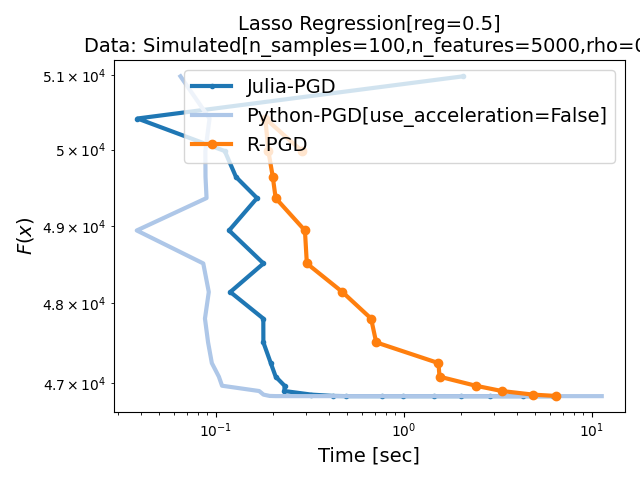 Lasso Regression[reg=0.5]
Data: Simulated[n_samples=100,n_features=5000,rho=0
5.1 × 10⁴
5 × 10⁴
4.9 × 10⁴
4.8 × 10⁴
4.7 × 10⁴
F(x)
Julia-PGD
Python-PGD[use_acceleration=False]
R-PGD
10⁻¹
10⁰
10¹
Time [sec]